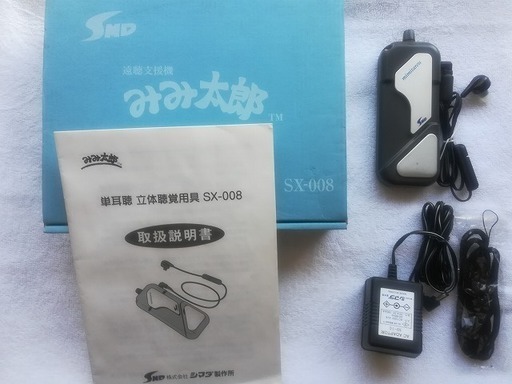 SMD
遠聴支援機
みみ太郎
TM
SX-008
みみ太郎
単耳聴 立体聴覚用具 SX-008
取扱説明書
株式会社 シマダ製作所
AC ADAPTOR